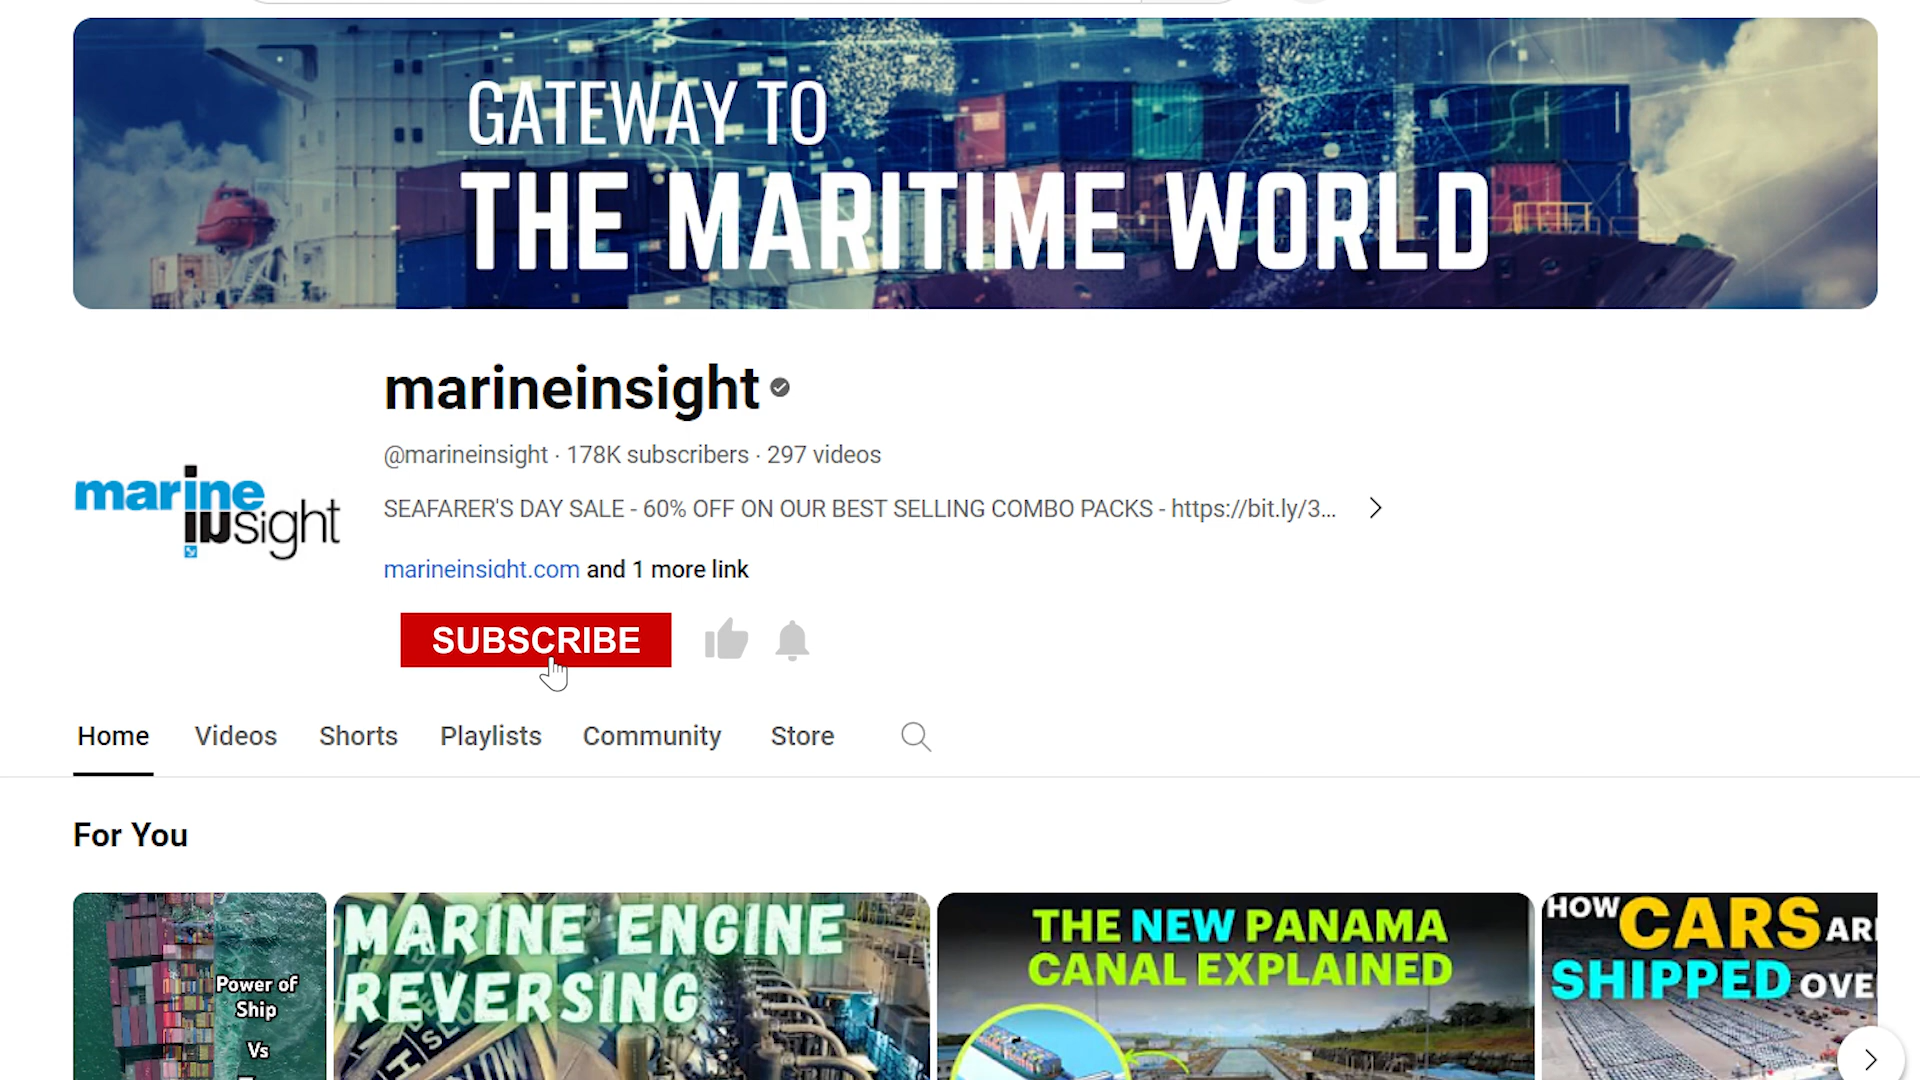 GATEWAY TO
THE MARITIME WORLD
marineinsight
@marineinsight · 178K subscribers · 297 videos
marine
insight
SEAFARER'S DAY SALE - 60% OFF ON OUR BEST SELLING COMBO PACKS - https://bit.ly/3...
marineinsight.com and 1 more link
SUBSCRIBE
Home Videos Shorts Playlists Community Store
For You
Power of
Ship
Vs
MARINE ENGINE
REVERSING
SLOW
THE NEW PANAMA
CANAL EXPLAINED
HOW CARS AR
SHIPPED OVE